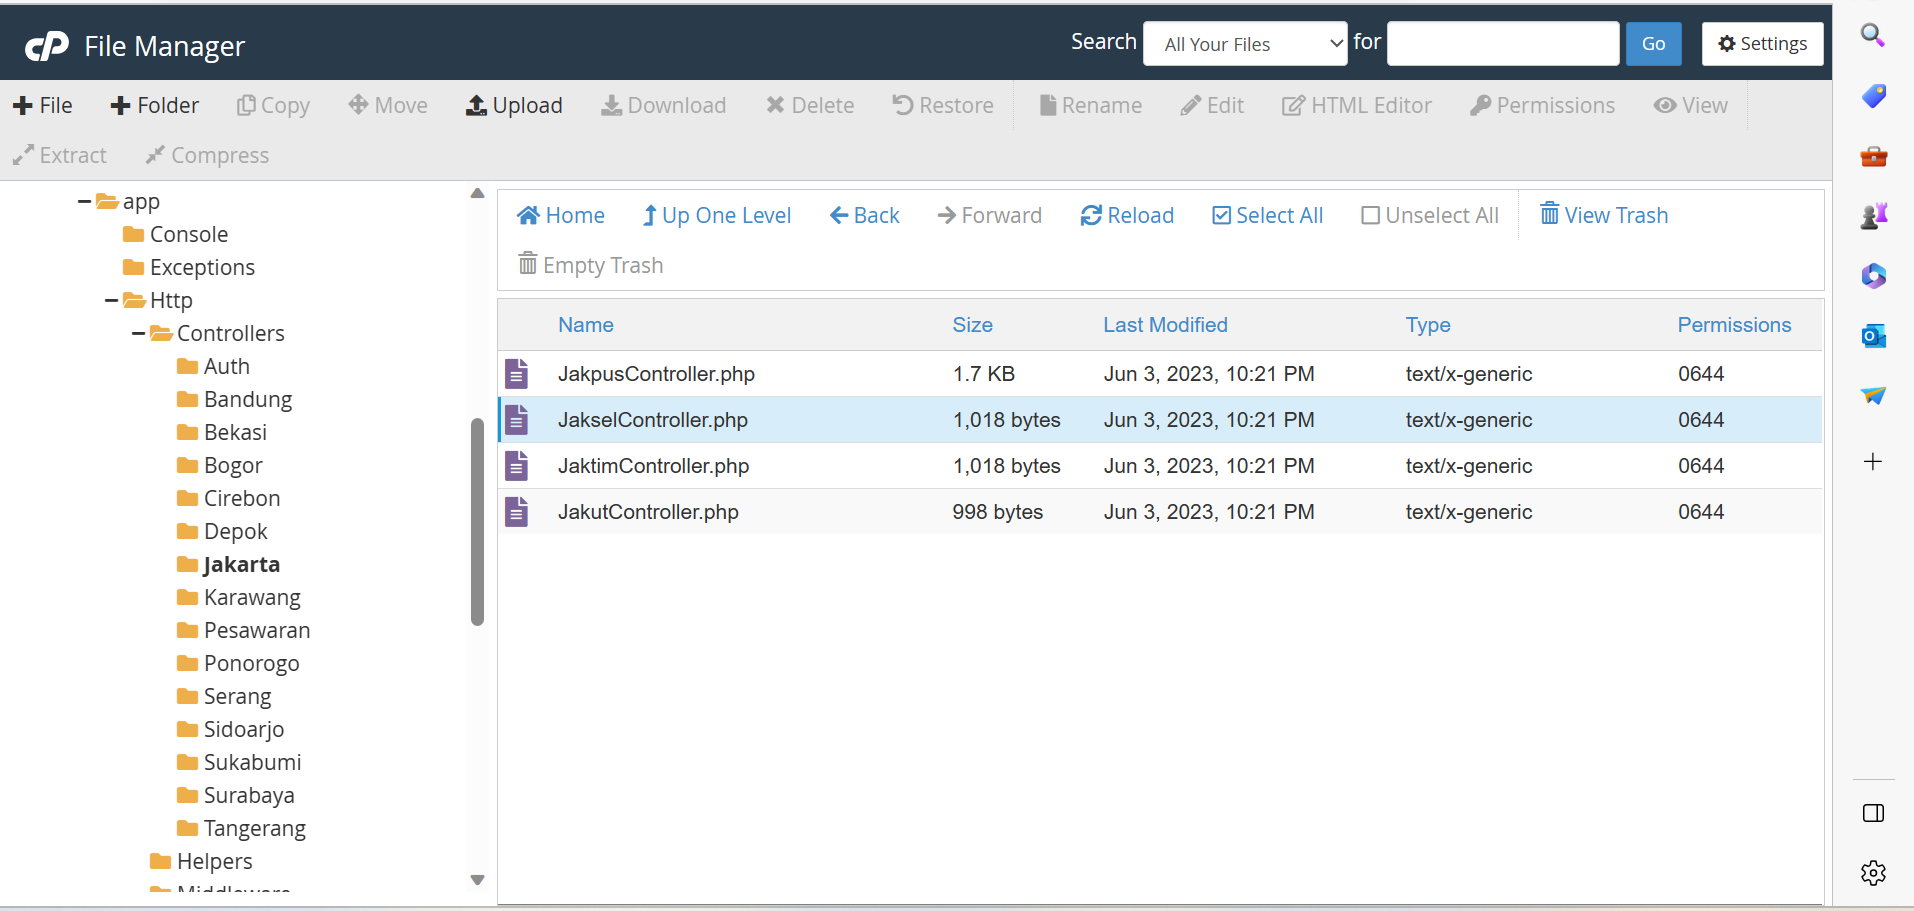 cP File Manager
Search All Your Files for Go Settings
File Folder Copy Move Upload Download Delete Restore Rename Edit HTML Editor Permissions View
Extract Compress
app
Console
Exceptions
Http
Controllers
Auth
Bandung
Bekasi
Bogor
Cirebon
Depok
Jakarta
Karawang
Pesawaran
Ponorogo
Serang
Sidoarjo
Sukabumi
Surabaya
Tangerang
Helpers
Middleware
Home Up One Level Back Forward Reload Select All Unselect All View Trash
Empty Trash
Name Size Last Modified Type Permissions
JakpusController.php 1.7 KB Jun 3, 2023, 10:21 PM text/x-generic 0644
JakselController.php 1,018 bytes Jun 3, 2023, 10:21 PM text/x-generic 0644
JaktimController.php 1,018 bytes Jun 3, 2023, 10:21 PM text/x-generic 0644
JakutController.php 998 bytes Jun 3, 2023, 10:21 PM text/x-generic 0644